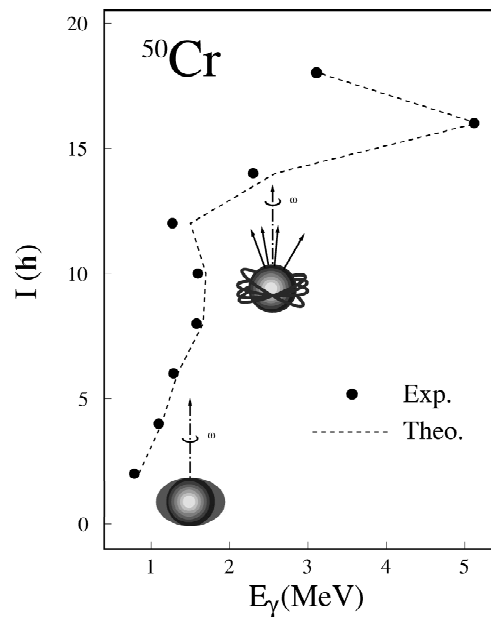 20
⁵⁰Cr
15
ω
I (h)
10
Exp.
5
Theo.
ω
0
1 2 3 4 5
Eγ(MeV)